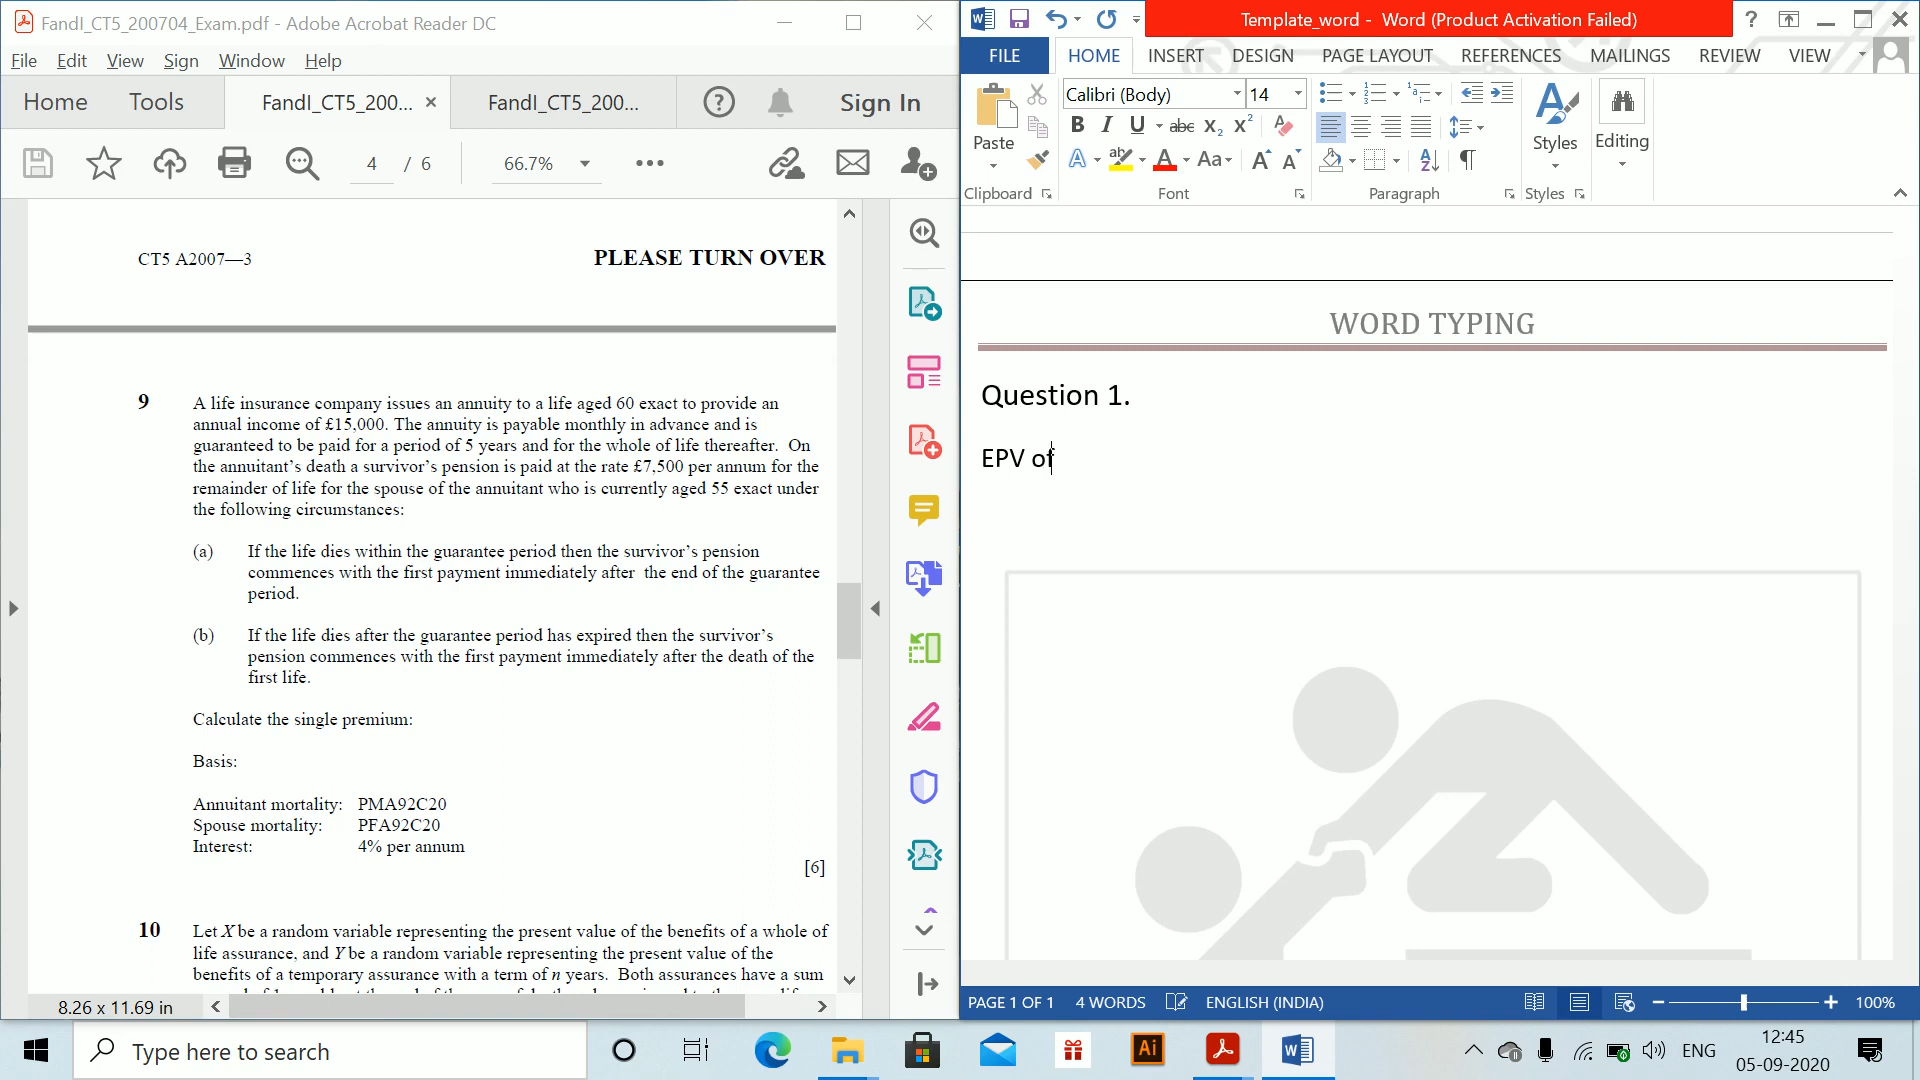 FandI_CT5_200704_Exam.pdf - Adobe Acrobat Reader DC
File Edit View Sign Window Help
Home Tools FandI_CT5_200... × FandI_CT5_200... Sign In
4 / 6 66.7%
CT5 A2007—3 PLEASE TURN OVER
9 A life insurance company issues an annuity to a life aged 60 exact to provide an
annual income of £15,000. The annuity is payable monthly in advance and is
guaranteed to be paid for a period of 5 years and for the whole of life thereafter. On
the annuitant's death a survivor's pension is paid at the rate £7,500 per annum for the
remainder of life for the spouse of the annuitant who is currently aged 55 exact under
the following circumstances:
(a) If the life dies within the guarantee period then the survivor's pension
commences with the first payment immediately after the end of the guarantee
period.
(b) If the life dies after the guarantee period has expired then the survivor's
pension commences with the first payment immediately after the death of the
first life.
Calculate the single premium:
Basis:
Annuitant mortality: PMA92C20
Spouse mortality: PFA92C20
Interest: 4% per annum
[6]
10 Let X be a random variable representing the present value of the benefits of a whole of
life assurance, and Y be a random variable representing the present value of the
benefits of a temporary assurance with a term of n years. Both assurances have a sum
8.26 x 11.69 in
Template_word - Word (Product Activation Failed)
FILE HOME INSERT DESIGN PAGE LAYOUT REFERENCES MAILINGS REVIEW VIEW
Calibri (Body) 14
Paste Styles Editing
Clipboard Font Paragraph Styles
WORD TYPING
Question 1.
EPV of
PAGE 1 OF 1 4 WORDS ENGLISH (INDIA) 100%
Type here to search
ENG
12:45
05-09-2020